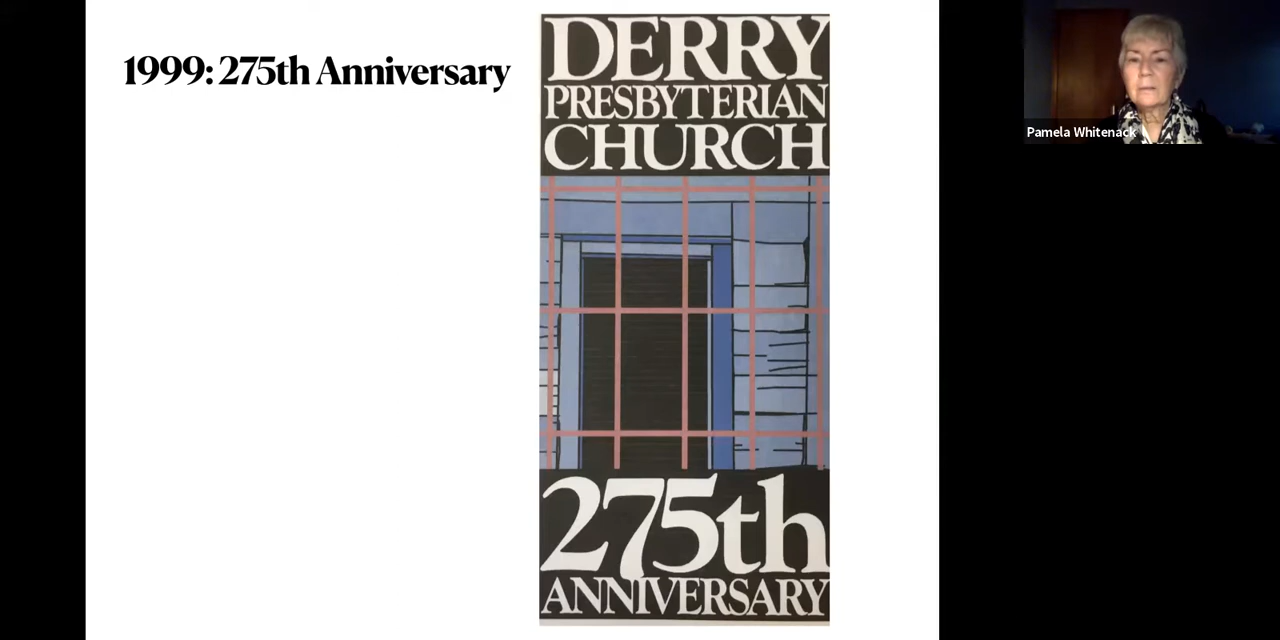 1999: 275th Anniversary
DERRY
PRESBYTERIAN
CHURCH
275th
ANNIVERSARY
Pamela Whitenack